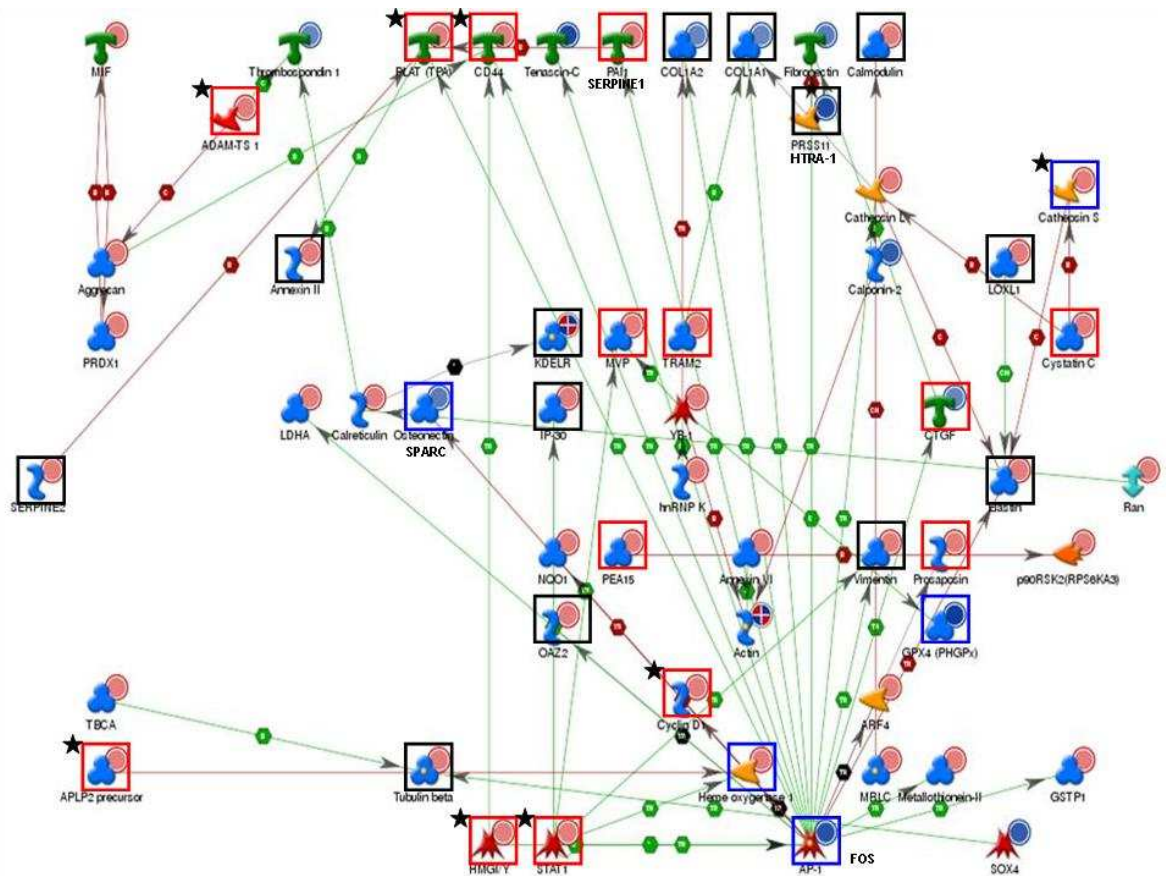 MIF Thrombospondin 1 PLAT (TPA) CD44 Tenascin-C PAI1 COL1A2 COL1A1 Fibronectin Calmodulin
SERPINE1
ADAM-TS 1 PRSS11
HTRA-1
Cathepsin L Cathepsin S
Aggrecan Annexin II Calponin-2 LOXL1
PRDX1 KDELR MVP TRAM2 Cystatin C
LDHA Calreticulin Osteonectin IP-30 YB-1 CTGF
SPARC
SERPINE2 hnRNP K Elastin Ran
NQO1 PEA15 Annexin VI Vimentin Prosaposin p90RSK2(RPS6KA3)
OAZ2 Actin GPX4 (PHGPx)
TBCA Cyclin D1 ARF4
APLP2 precursor Tubulin beta Heme oxygenase 1 MRLC Metallothionein-II GSTP1
HMGI/Y STAT1 AP-1 FOS SOX4